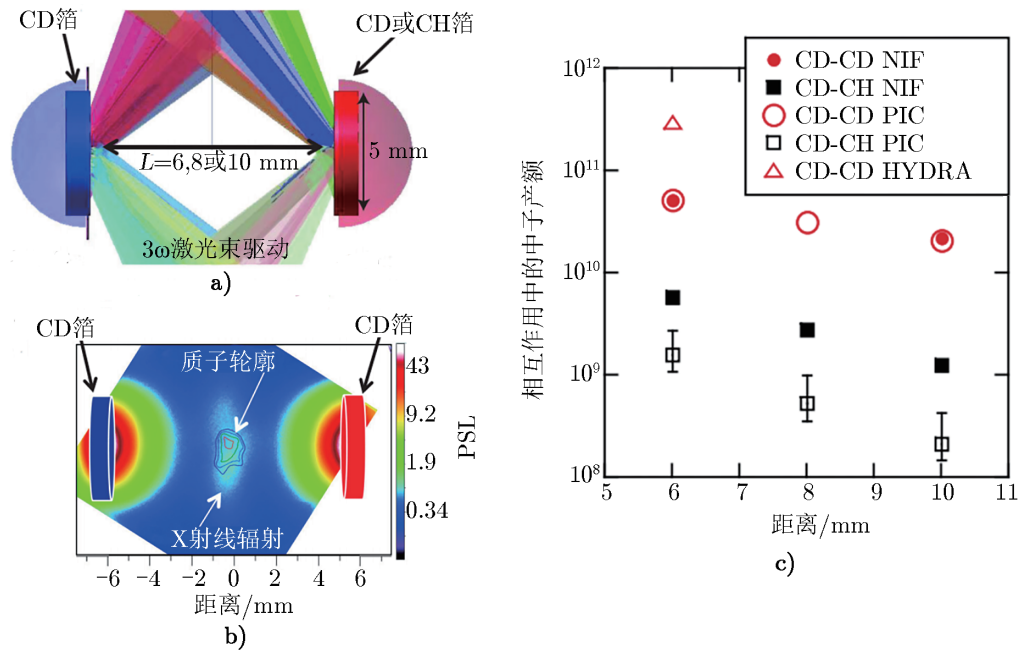 CD箔
CD或CH箔
L=6,8或10 mm
5 mm
3ω激光束驱动
a)
CD箔
CD箔
质子轮廓
X射线辐射
43
9.2
1.9
0.34
PSL
−6 −4 −2 0 2 4 6
距离/mm
b)
CD-CD NIF
CD-CH NIF
CD-CD PIC
CD-CH PIC
CD-CD HYDRA
10¹²
10¹¹
10¹⁰
10⁹
10⁸
相互作用中的中子产额
5 6 7 8 9 10 11
距离/mm
c)